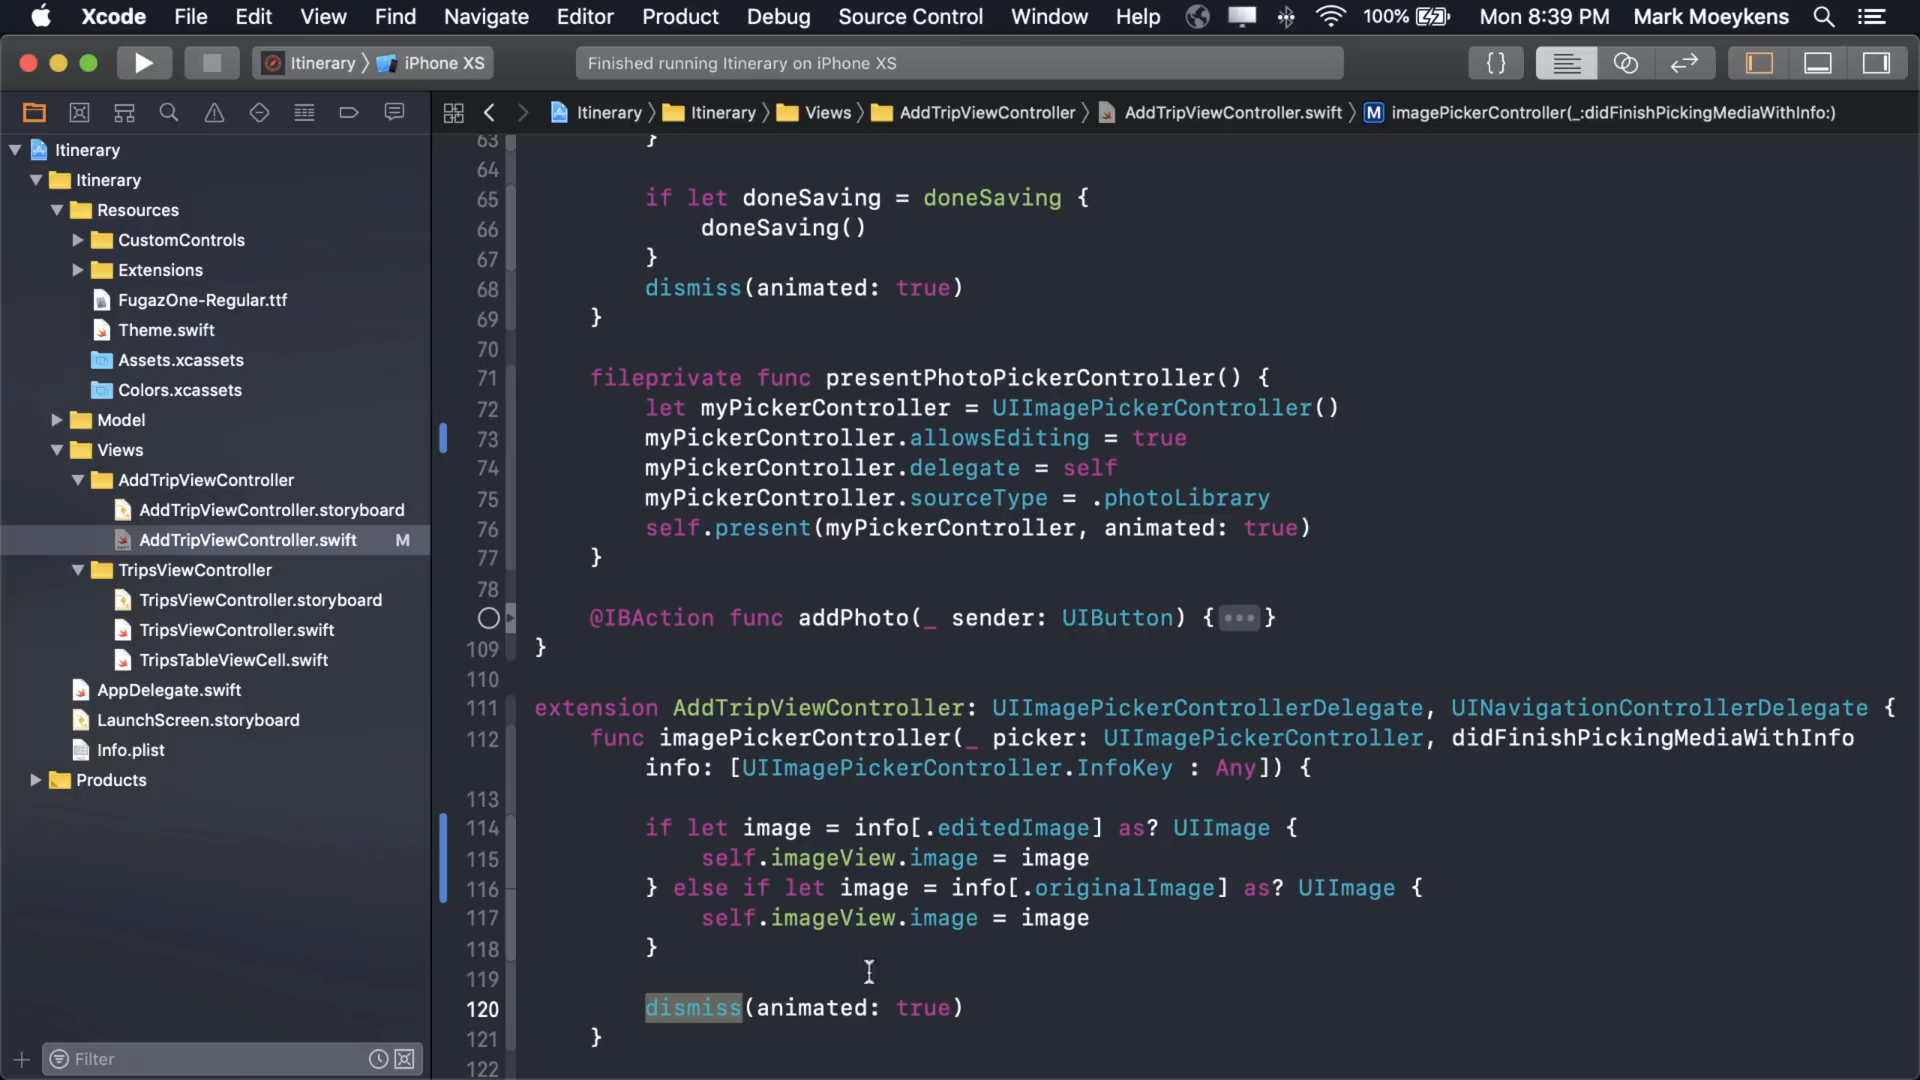 Xcode File Edit View Find Navigate Editor Product Debug Source Control Window Help 100% Mon 8:39 PM Mark Moeykens
Itinerary iPhone XS Finished running Itinerary on iPhone XS {}
Itinerary Itinerary Views AddTripViewController AddTripViewController.swift M imagePickerController(_:didFinishPickingMediaWithInfo:)
Itinerary
Itinerary
Resources
CustomControls
Extensions
FugazOne-Regular.ttf
Theme.swift
Assets.xcassets
Colors.xcassets
Model
Views
AddTripViewController
AddTripViewController.storyboard
AddTripViewController.swift M
TripsViewController
TripsViewController.storyboard
TripsViewController.swift
TripsTableViewCell.swift
AppDelegate.swift
LaunchScreen.storyboard
Info.plist
Products
Filter
63 }
64
65 if let doneSaving = doneSaving {
66 doneSaving()
67 }
68 dismiss(animated: true)
69 }
70
71 fileprivate func presentPhotoPickerController() {
72 let myPickerController = UIImagePickerController()
73 myPickerController.allowsEditing = true
74 myPickerController.delegate = self
75 myPickerController.sourceType = .photoLibrary
76 self.present(myPickerController, animated: true)
77 }
78
@IBAction func addPhoto(_ sender: UIButton) {•••}
109 }
110
111 extension AddTripViewController: UIImagePickerControllerDelegate, UINavigationControllerDelegate {
112 func imagePickerController(_ picker: UIImagePickerController, didFinishPickingMediaWithInfo
info: [UIImagePickerController.InfoKey : Any]) {
113
114 if let image = info[.editedImage] as? UIImage {
115 self.imageView.image = image
116 } else if let image = info[.originalImage] as? UIImage {
117 self.imageView.image = image
118 }
119
120 dismiss(animated: true)
121 }
122